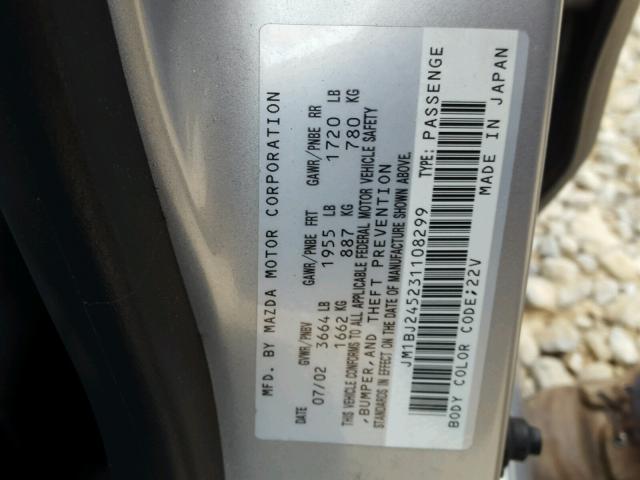 MFD. BY MAZDA MOTOR CORPORATION
DATE GVWR/PNBV GAWR/PNBE FRT GAWR/PNBE RR
07/02 3664 LB 1955 LB 1720 LB
1662 KG 887 KG 780 KG
THIS VEHICLE CONFORMS TO ALL APPLICABLE FEDERAL MOTOR VEHICLE SAFETY
, BUMPER, AND THEFT PREVENTION
STANDARDS IN EFFECT ON THE DATE OF MANUFACTURE SHOWN ABOVE.
JM1BJ245231108299 TYPE: PASSENGE
BODY COLOR CODE;22V MADE IN JAPAN